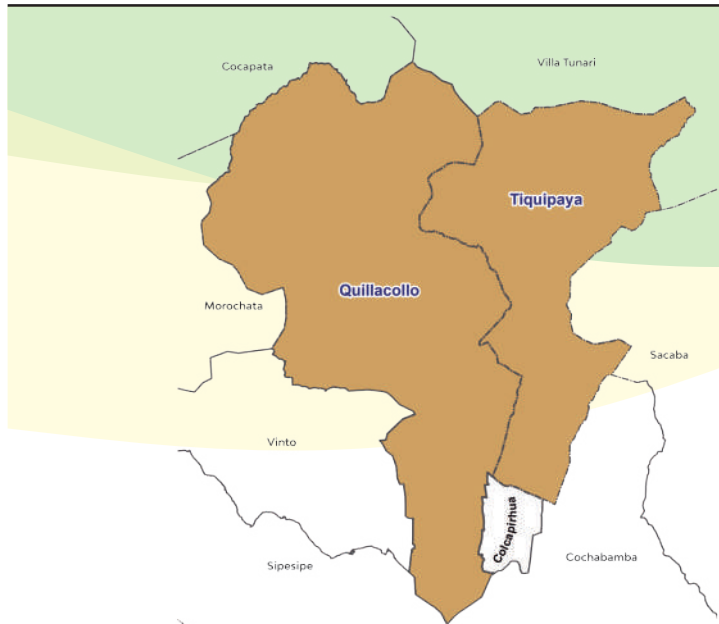 Villa Tunari
Cocapata
Tiquipaya
Quillacollo
Morochata
Sacaba
Vinto
Colcapirhua
Cochabamba
Sipesipe